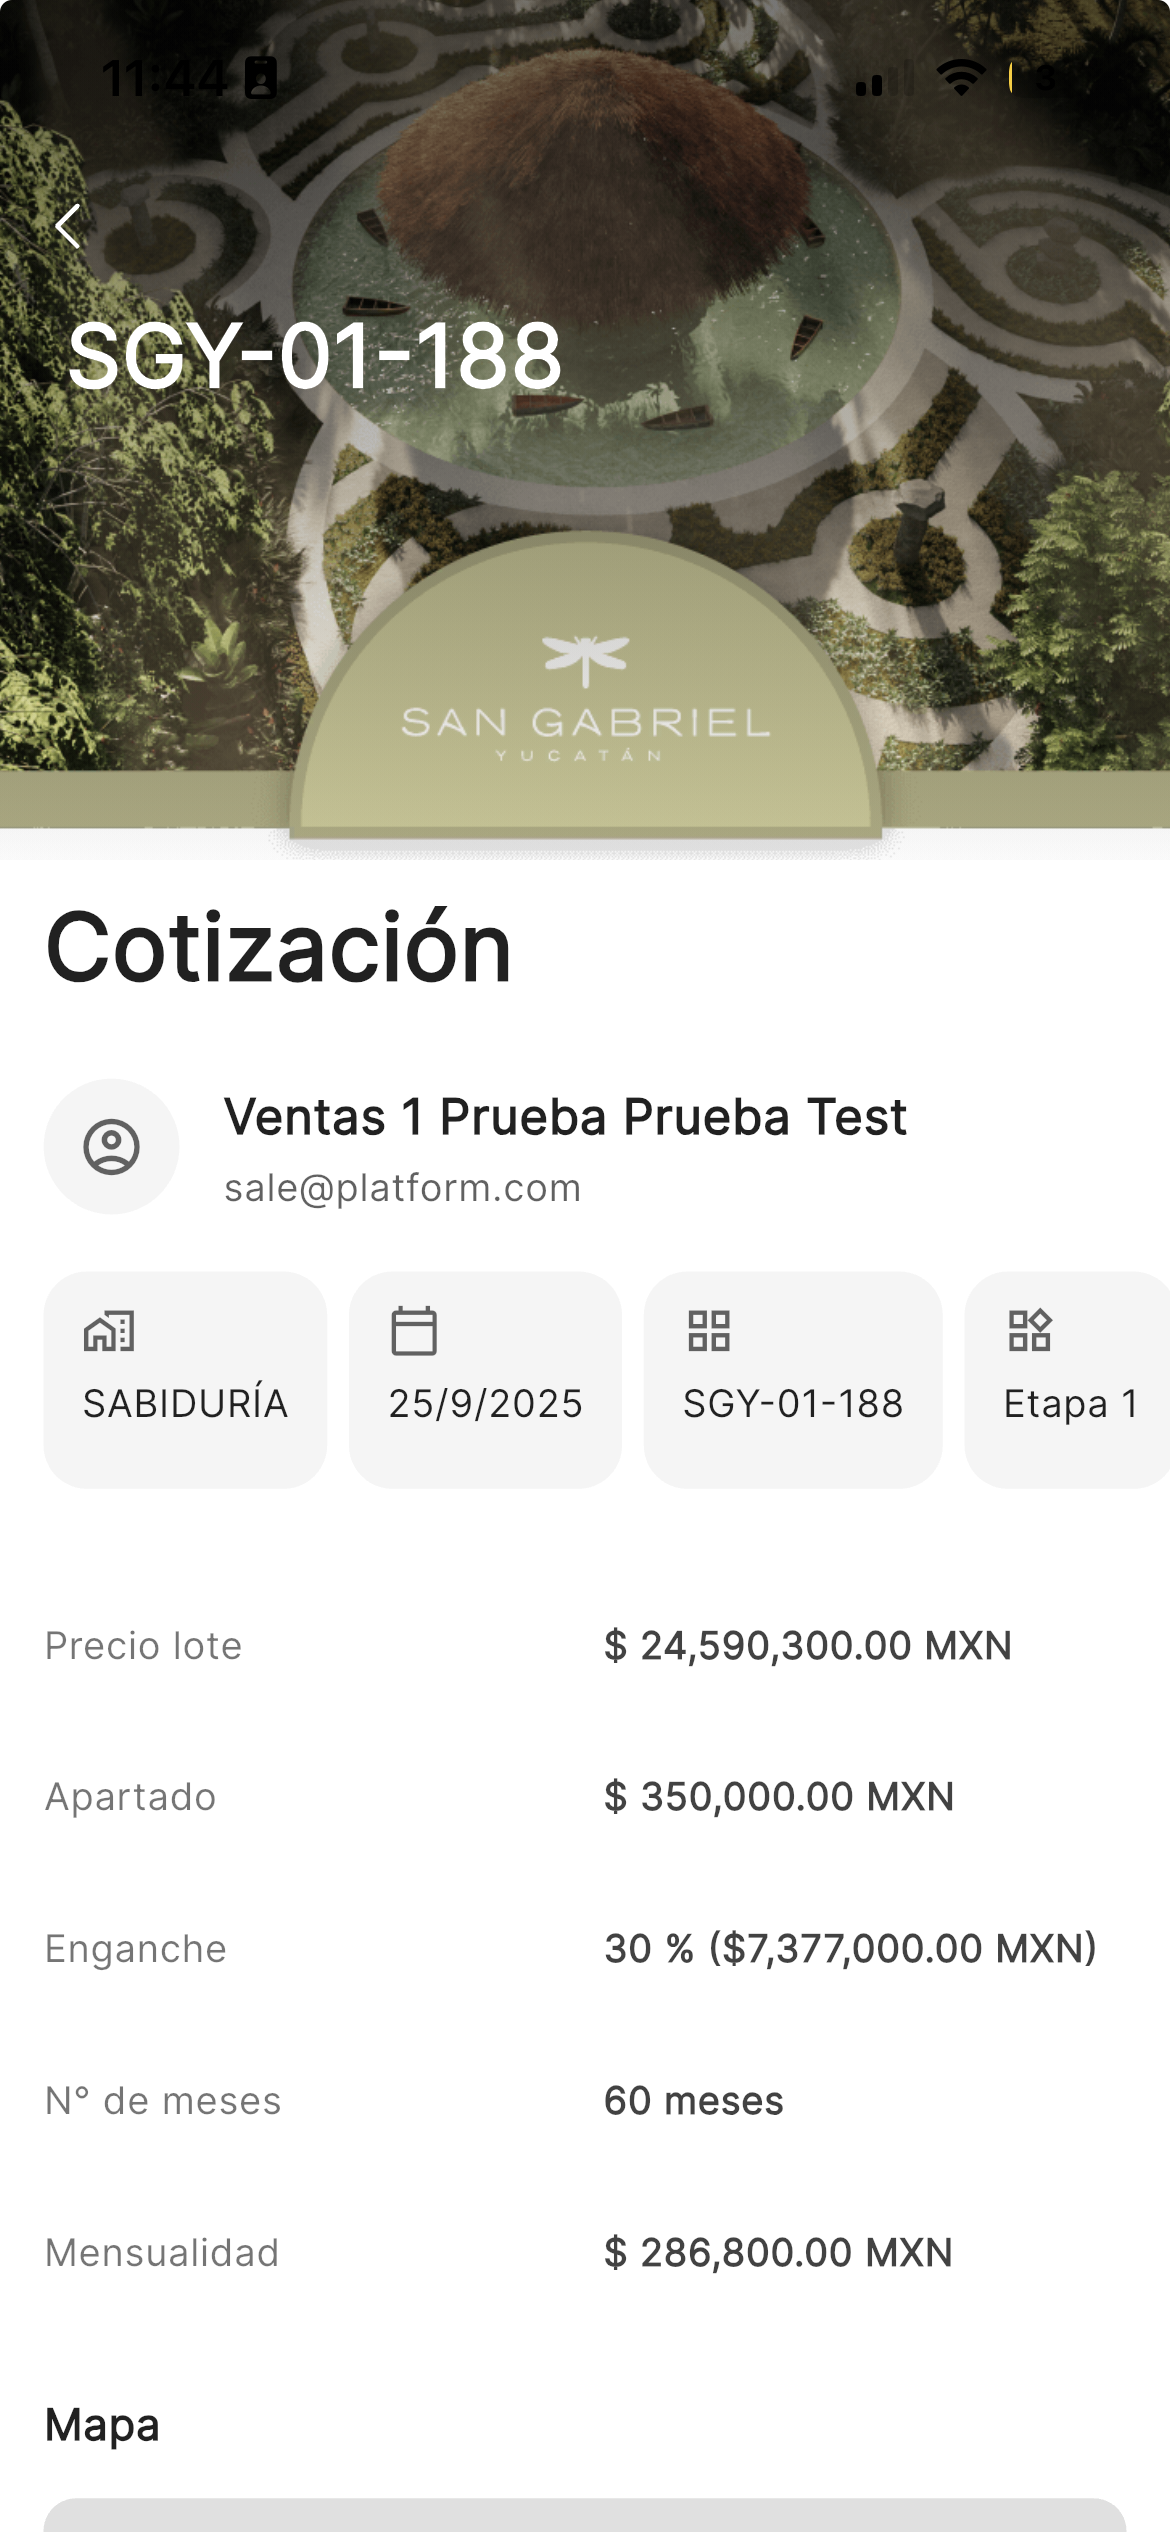 11:44
3
SGY-01-188
SAN GABRIEL
YUCATÁN
Cotización
Ventas 1 Prueba Prueba Test
sale@platform.com
SABIDURÍA
25/9/2025
SGY-01-188
Etapa 1
Precio lote
$ 24,590,300.00 MXN
Apartado
$ 350,000.00 MXN
Enganche
30 % ($7,377,000.00 MXN)
N° de meses
60 meses
Mensualidad
$ 286,800.00 MXN
Mapa